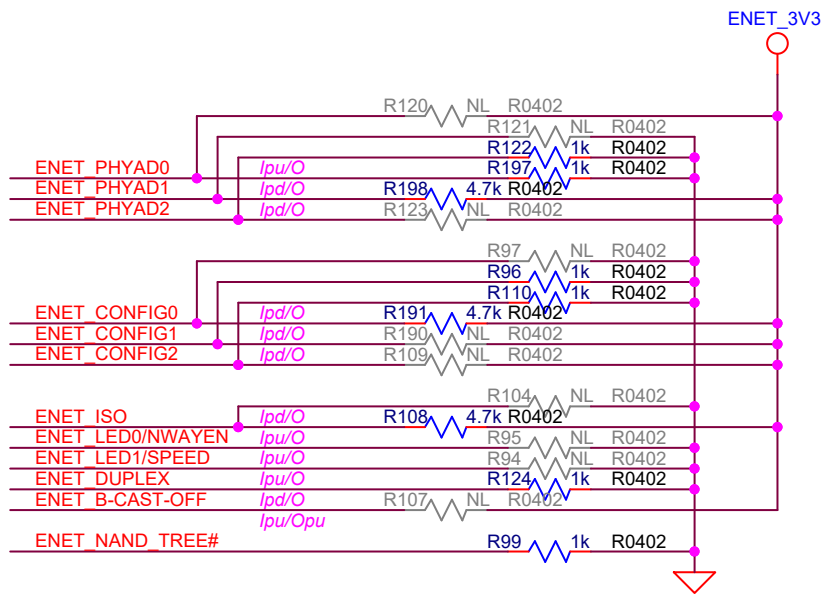 ENET_3V3
R120 NL R0402
R121 NL R0402
R122 1k R0402
ENET_PHYAD0 Ipu/O R197 1k R0402
ENET_PHYAD1 Ipd/O R198 4.7k R0402
ENET_PHYAD2 Ipd/O R123 NL R0402
R97 NL R0402
R96 1k R0402
R110 1k R0402
ENET_CONFIG0 Ipd/O R191 4.7k R0402
ENET_CONFIG1 Ipd/O R190 NL R0402
ENET_CONFIG2 Ipd/O R109 NL R0402
R104 NL R0402
ENET_ISO Ipd/O R108 4.7k R0402
ENET_LED0/NWAYEN Ipu/O R95 NL R0402
ENET_LED1/SPEED Ipu/O R94 NL R0402
ENET_DUPLEX Ipu/O R124 1k R0402
ENET_B-CAST-OFF Ipd/O R107 NL R0402
Ipu/Opu
ENET_NAND_TREE# R99 1k R0402